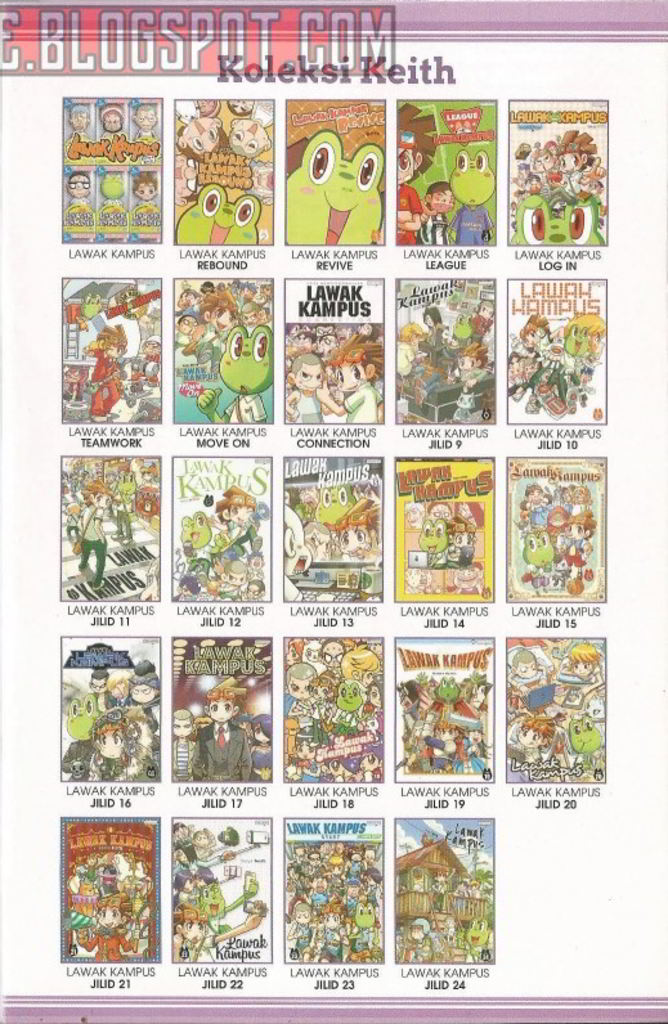 E.BLOGSPOT.COM
Koleksi Keith
LAWAK KAMPUS
LAWAK KAMPUS
REBOUND
LAWAK KAMPUS
REVIVE
LAWAK KAMPUS
LEAGUE
LAWAK KAMPUS
LOG IN
LAWAK KAMPUS
TEAMWORK
LAWAK KAMPUS
MOVE ON
LAWAK KAMPUS
CONNECTION
LAWAK KAMPUS
JILID 9
LAWAK KAMPUS
JILID 10
LAWAK KAMPUS
JILID 11
LAWAK KAMPUS
JILID 12
LAWAK KAMPUS
JILID 13
LAWAK KAMPUS
JILID 14
LAWAK KAMPUS
JILID 15
LAWAK KAMPUS
JILID 16
LAWAK KAMPUS
JILID 17
LAWAK KAMPUS
JILID 18
LAWAK KAMPUS
JILID 19
LAWAK KAMPUS
JILID 20
LAWAK KAMPUS
JILID 21
LAWAK KAMPUS
JILID 22
LAWAK KAMPUS
JILID 23
LAWAK KAMPUS
JILID 24